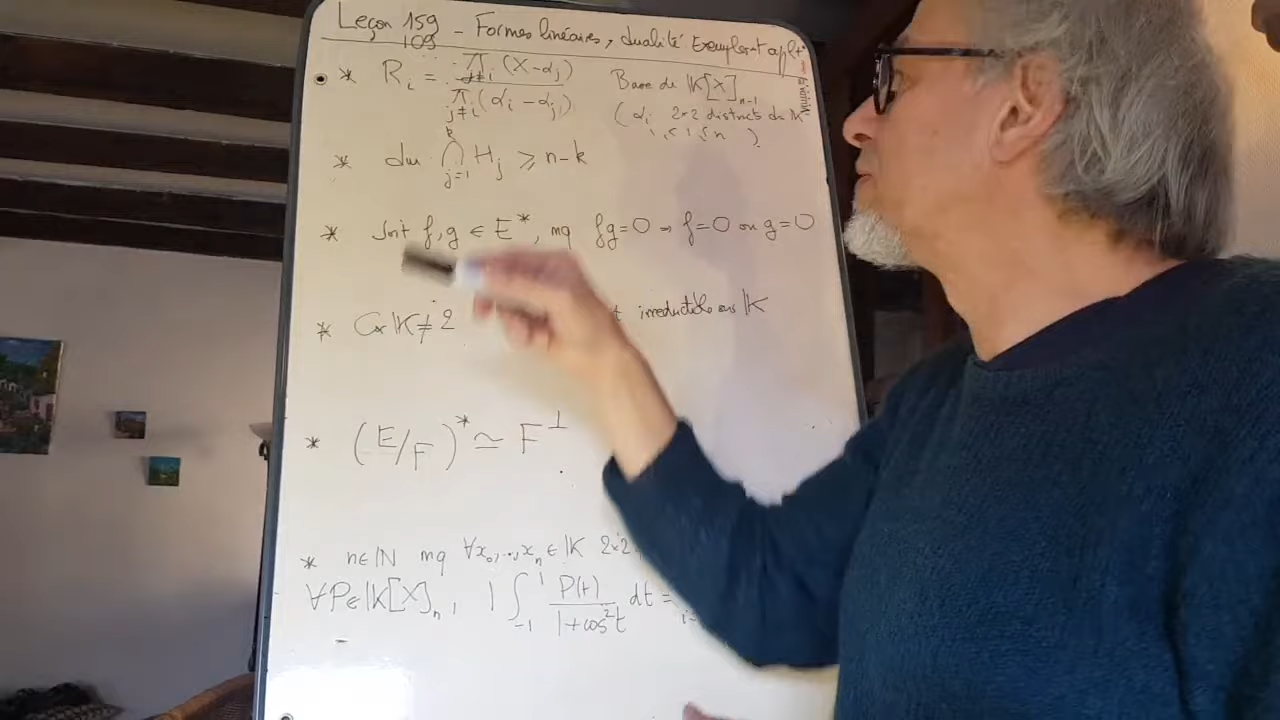 Leçon 159 - Formes linéaires, dualité Exemples et appl
109
* R_i = ∏_{j≠i} (X-α_j) / ∏_{j≠i} (α_i - α_j) Base de K[X]_{n-1}
(α_i 2 à 2 distincts de K
1≤i≤n )
* dim ⋂_{j=1}^{k} H_j ≥ n-k
* Soit f, g ∈ E*, mq fg=0 ⇒ f=0 ou g=0
* Car K ≠ 2 irréductible sur K
* (E/F)* ≃ F^⊥
* n∈N mq ∀x_0,...,x_n ∈ K 2 à 2
∀P∈K[X]_n, ∫_{-1}^{1} P(t) / 1+cos²t dt =